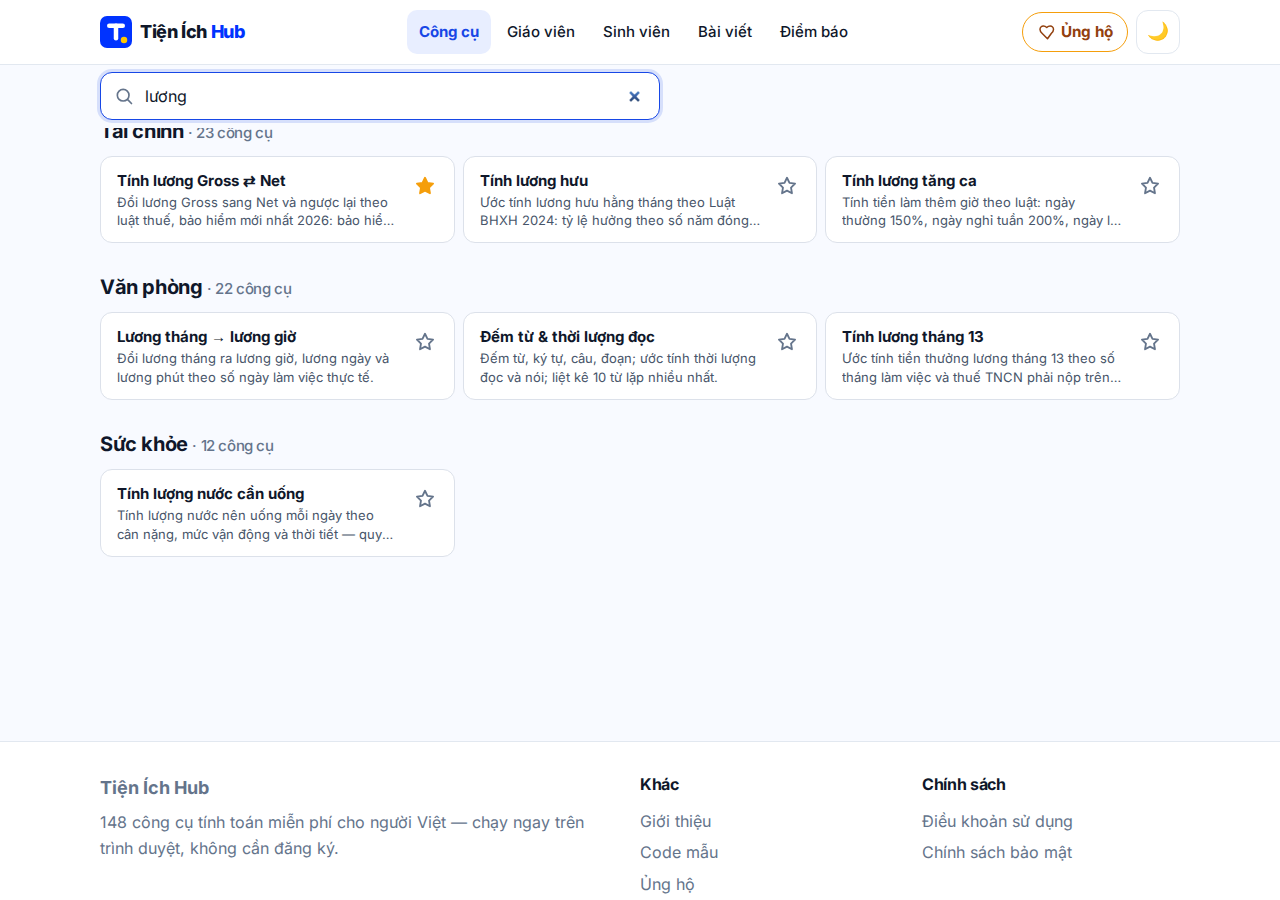 Tiện Ích Hub
Công cụ
Giáo viên
Sinh viên
Bài viết
Điểm báo
Ủng hộ
lương
Tài chính · 23 công cụ
Tính lương Gross ⇄ Net
Đổi lương Gross sang Net và ngược lại theo
luật thuế, bảo hiểm mới nhất 2026: bảo hiể...
Tính lương hưu
Ước tính lương hưu hằng tháng theo Luật
BHXH 2024: tỷ lệ hưởng theo số năm đóng...
Tính lương tăng ca
Tính tiền làm thêm giờ theo luật: ngày
thường 150%, ngày nghỉ tuần 200%, ngày l...
Văn phòng · 22 công cụ
Lương tháng → lương giờ
Đổi lương tháng ra lương giờ, lương ngày và
lương phút theo số ngày làm việc thực tế.
Đếm từ & thời lượng đọc
Đếm từ, ký tự, câu, đoạn; ước tính thời lượng
đọc và nói; liệt kê 10 từ lặp nhiều nhất.
Tính lương tháng 13
Ước tính tiền thưởng lương tháng 13 theo số
tháng làm việc và thuế TNCN phải nộp trên...
Sức khỏe · 12 công cụ
Tính lượng nước cần uống
Tính lượng nước nên uống mỗi ngày theo
cân nặng, mức vận động và thời tiết — quy...
Tiện Ích Hub
148 công cụ tính toán miễn phí cho người Việt — chạy ngay trên
trình duyệt, không cần đăng ký.
Khác
Giới thiệu
Code mẫu
Ủng hộ
Chính sách
Điều khoản sử dụng
Chính sách bảo mật